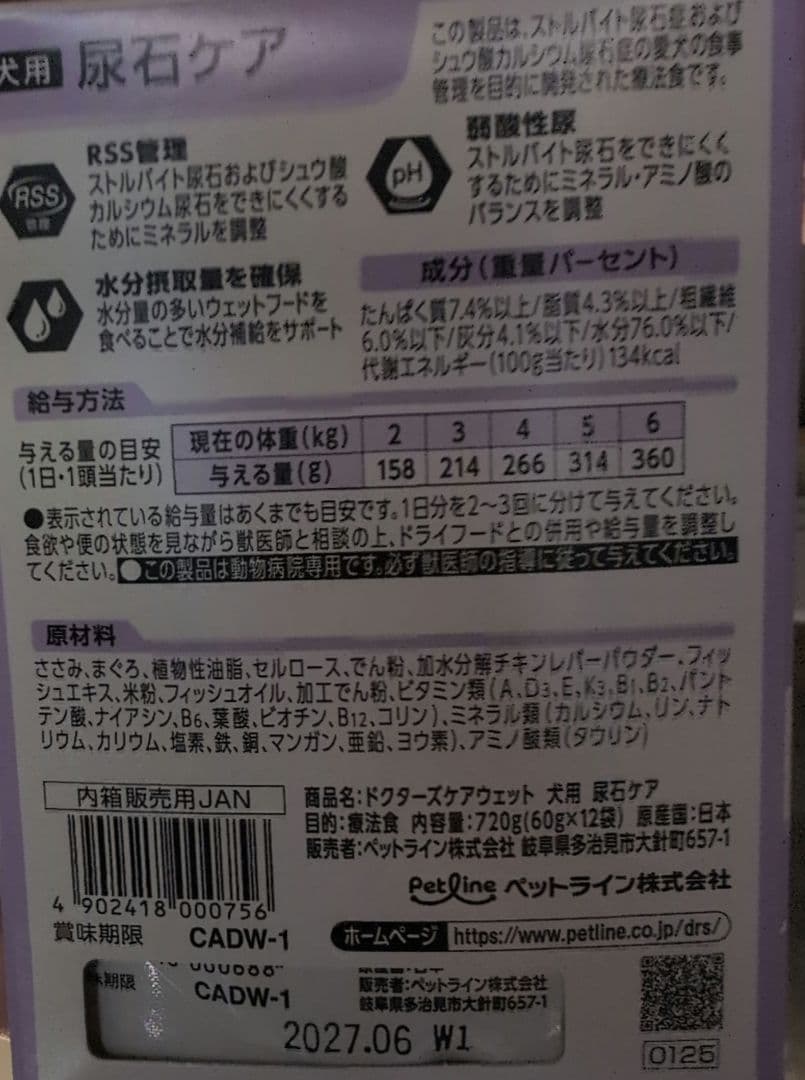 犬用 尿石ケア
この製品は、ストルバイト尿石症および
シュウ酸カルシウム尿石症の愛犬の食事
管理を目的に開発された療法食です。
RSS
管理
RSS管理
ストルバイト尿石およびシュウ酸
カルシウム尿石をできにくくする
ためにミネラルを調整
pH
弱酸性尿
ストルバイト尿石をできにくく
するためにミネラル・アミノ酸の
バランスを調整
水分摂取量を確保
水分量の多いウェットフードを
食べることで水分補給をサポート
成分(重量パーセント)
たんぱく質7.4%以上/脂質4.3%以上/粗繊維
6.0%以下/灰分4.1%以下/水分76.0%以下/
代謝エネルギー(100g当たり)134kcal
給与方法
与える量の目安
(1日・1頭当たり)
現在の体重(kg) 2 3 4 5 6
与える量(g) 158 214 266 314 360
●表示されている給与量はあくまでも目安です。1日分を2〜3回に分けて与えてください。
食欲や便の状態を見ながら獣医師と相談の上、ドライフードとの併用や給与量を調整し
てください。●この製品は動物病院専用です。必ず獣医師の指導に従って与えてください。
原材料
ささみ、まぐろ、植物性油脂、セルロース、でん粉、加水分解チキンレバーパウダー、フィッ
シュエキス、米粉、フィッシュオイル、加工でん粉、ビタミン類(A、D3、E、K3、B1、B2、パント
テン酸、ナイアシン、B6、葉酸、ビオチン、B12、コリン)、ミネラル類(カルシウム、リン、ナト
リウム、カリウム、塩素、鉄、銅、マンガン、亜鉛、ヨウ素)、アミノ酸類(タウリン)
内箱販売用JAN
4 902418 000756
賞味期限 CADW-1
商品名:ドクターズケアウェット 犬用 尿石ケア
目的:療法食 内容量:720g(60g×12袋) 原産国:日本
販売者:ペットライン株式会社 岐阜県多治見市大針町657-1
Petline ペットライン株式会社
ホームページ https://www.petline.co.jp/drs/
味期限 CADW-1
販売者:ペットライン株式会社
岐阜県多治見市大針町657-1
2027.06 W1
0125